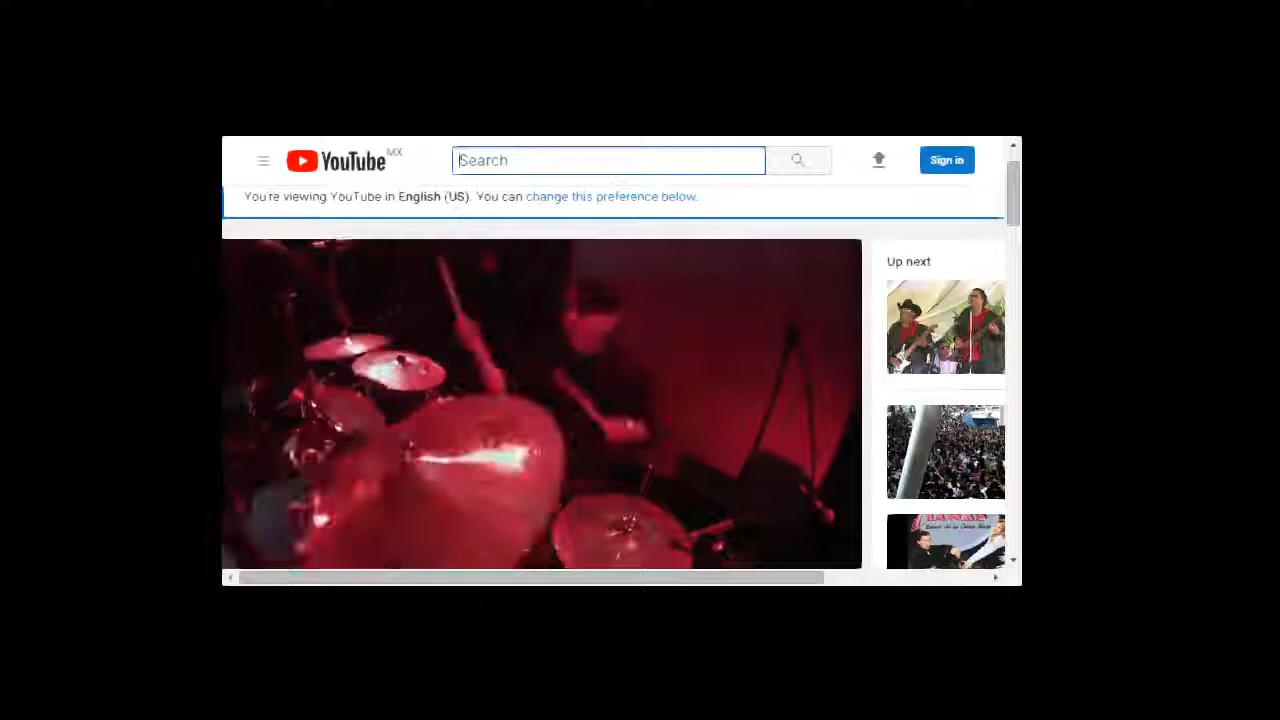 YouTube MX
Search
Sign in
You're viewing YouTube in English (US). You can change this preference below.
Up next